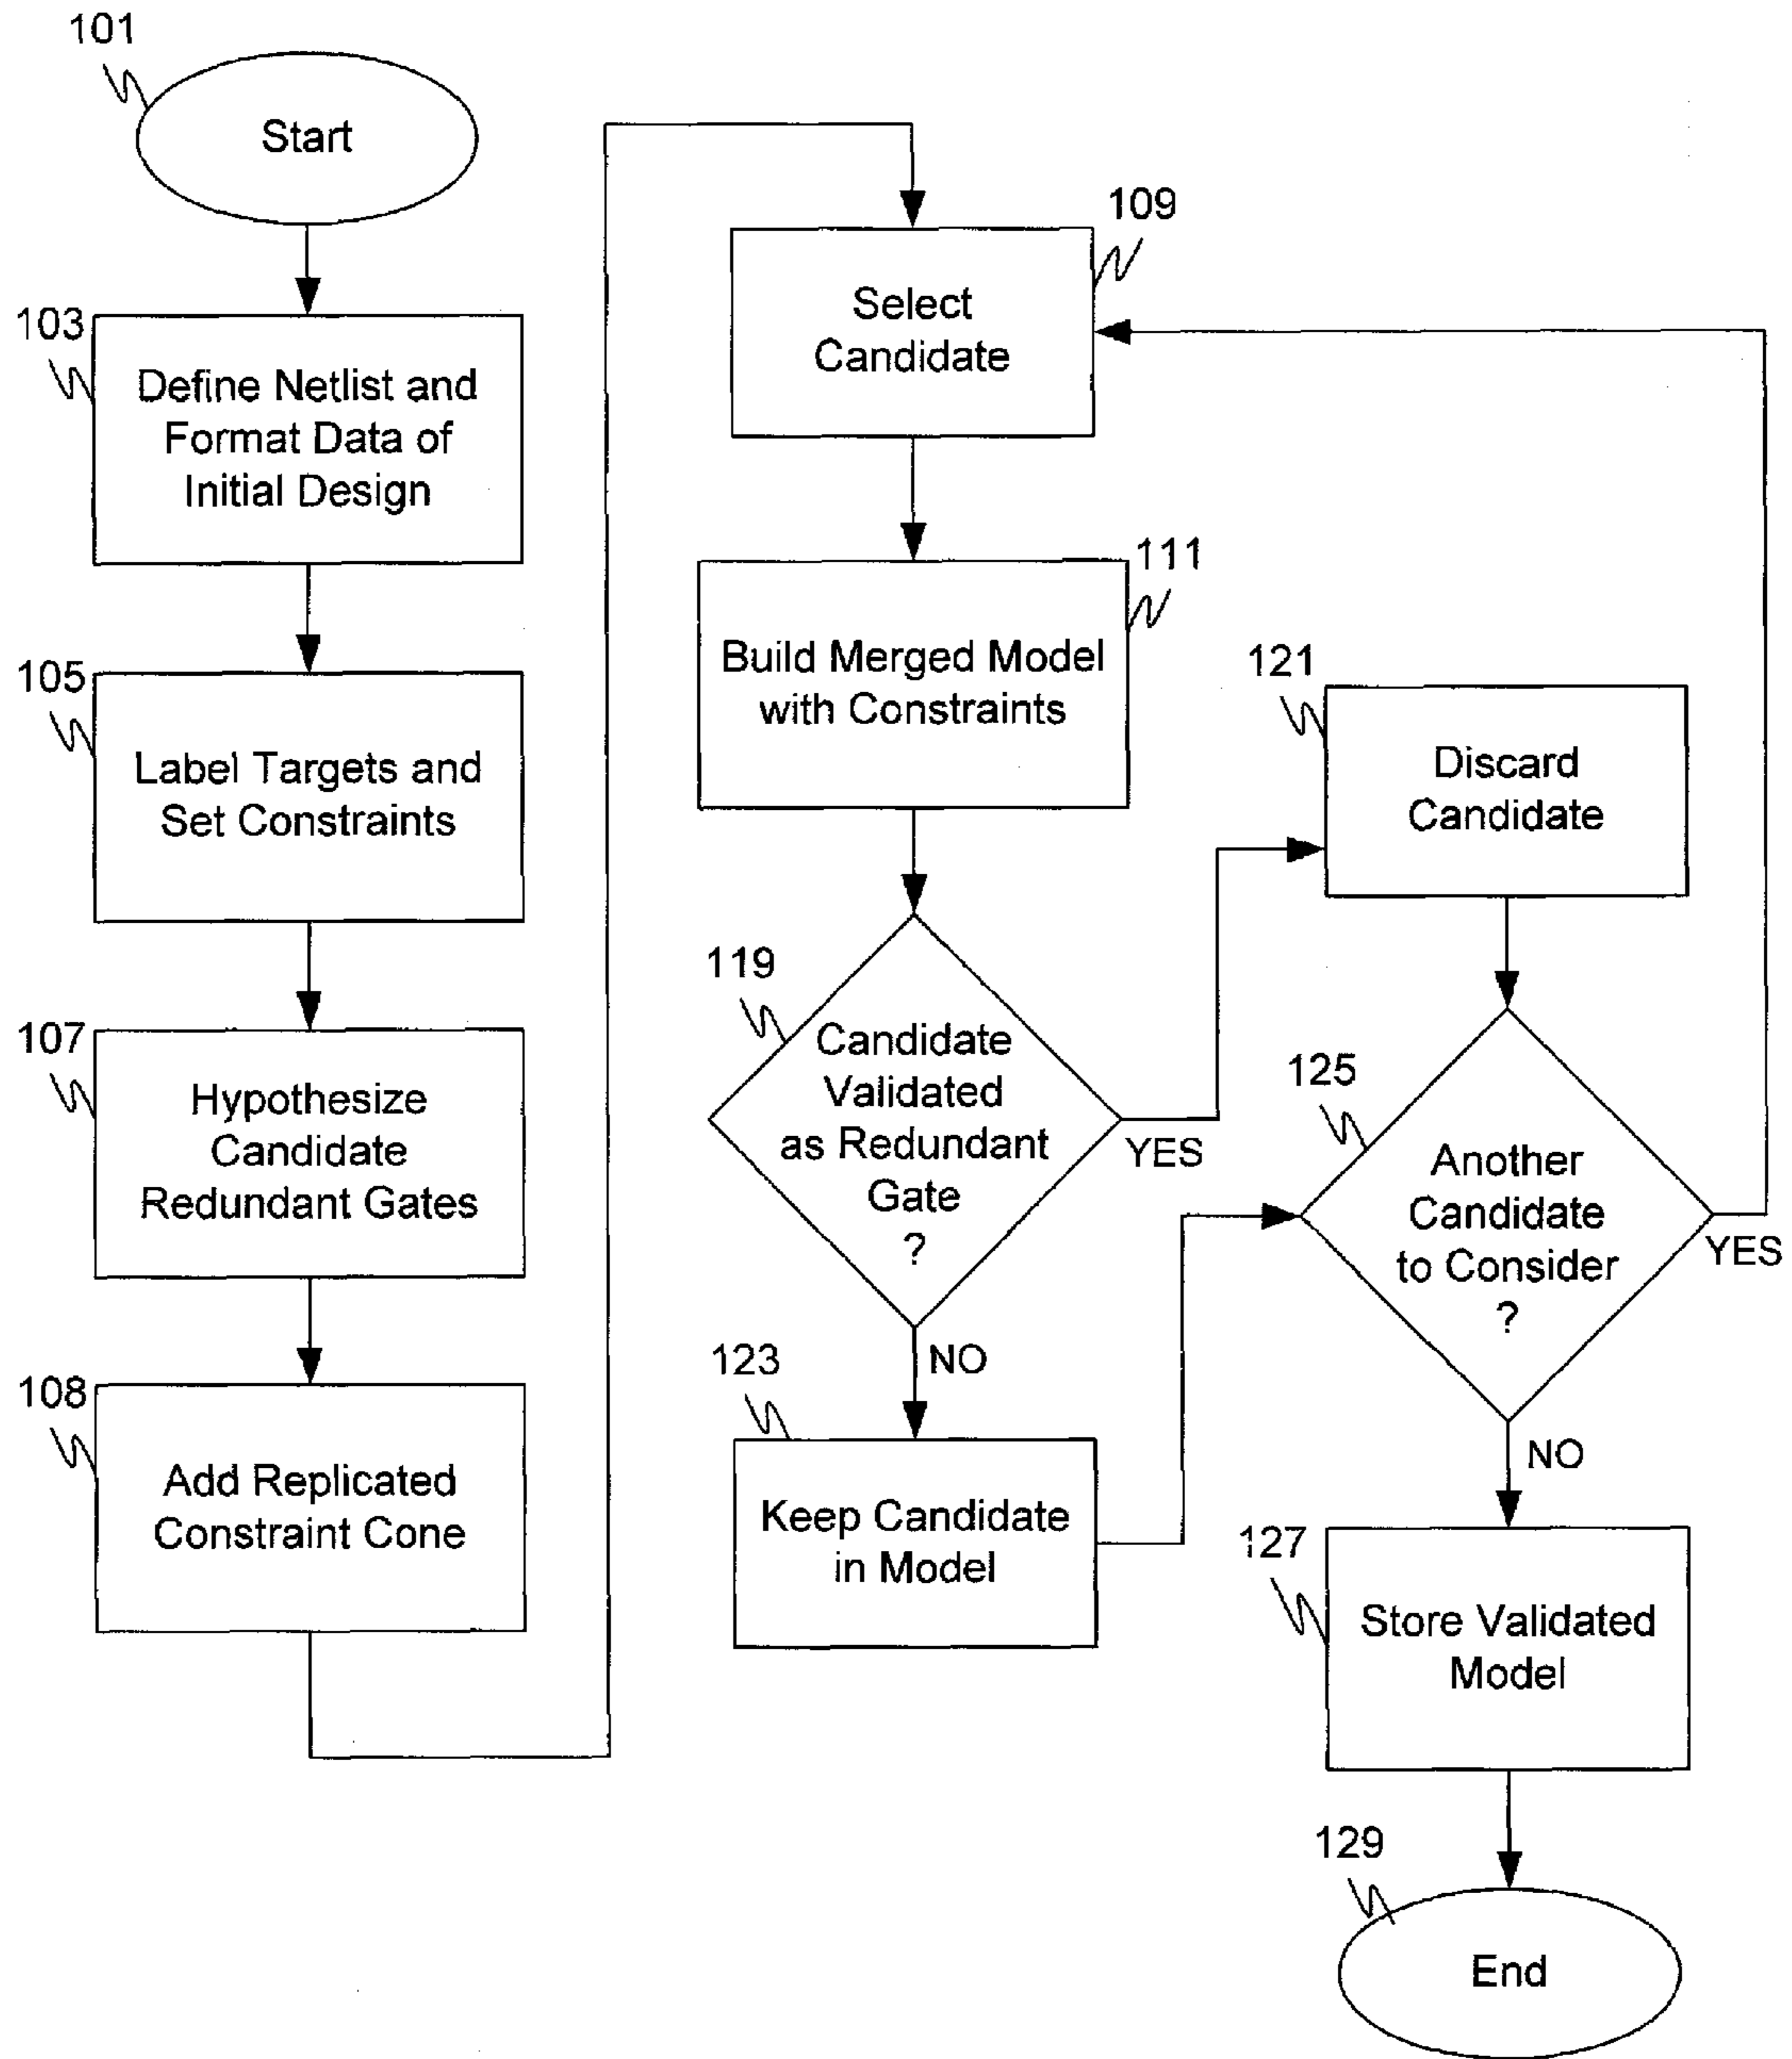 101
Start
103
Define Netlist and
Format Data of
Initial Design
105
Label Targets and
Set Constraints
107
Hypothesize
Candidate
Redundant Gates
108
Add Replicated
Constraint Cone
109
Select
Candidate
111
Build Merged Model
with Constraints
119
Candidate
Validated
as Redundant
Gate
?
YES
NO
123
Keep Candidate
in Model
121
Discard
Candidate
125
Another
Candidate
to Consider
?
YES
NO
127
Store Validated
Model
129
End